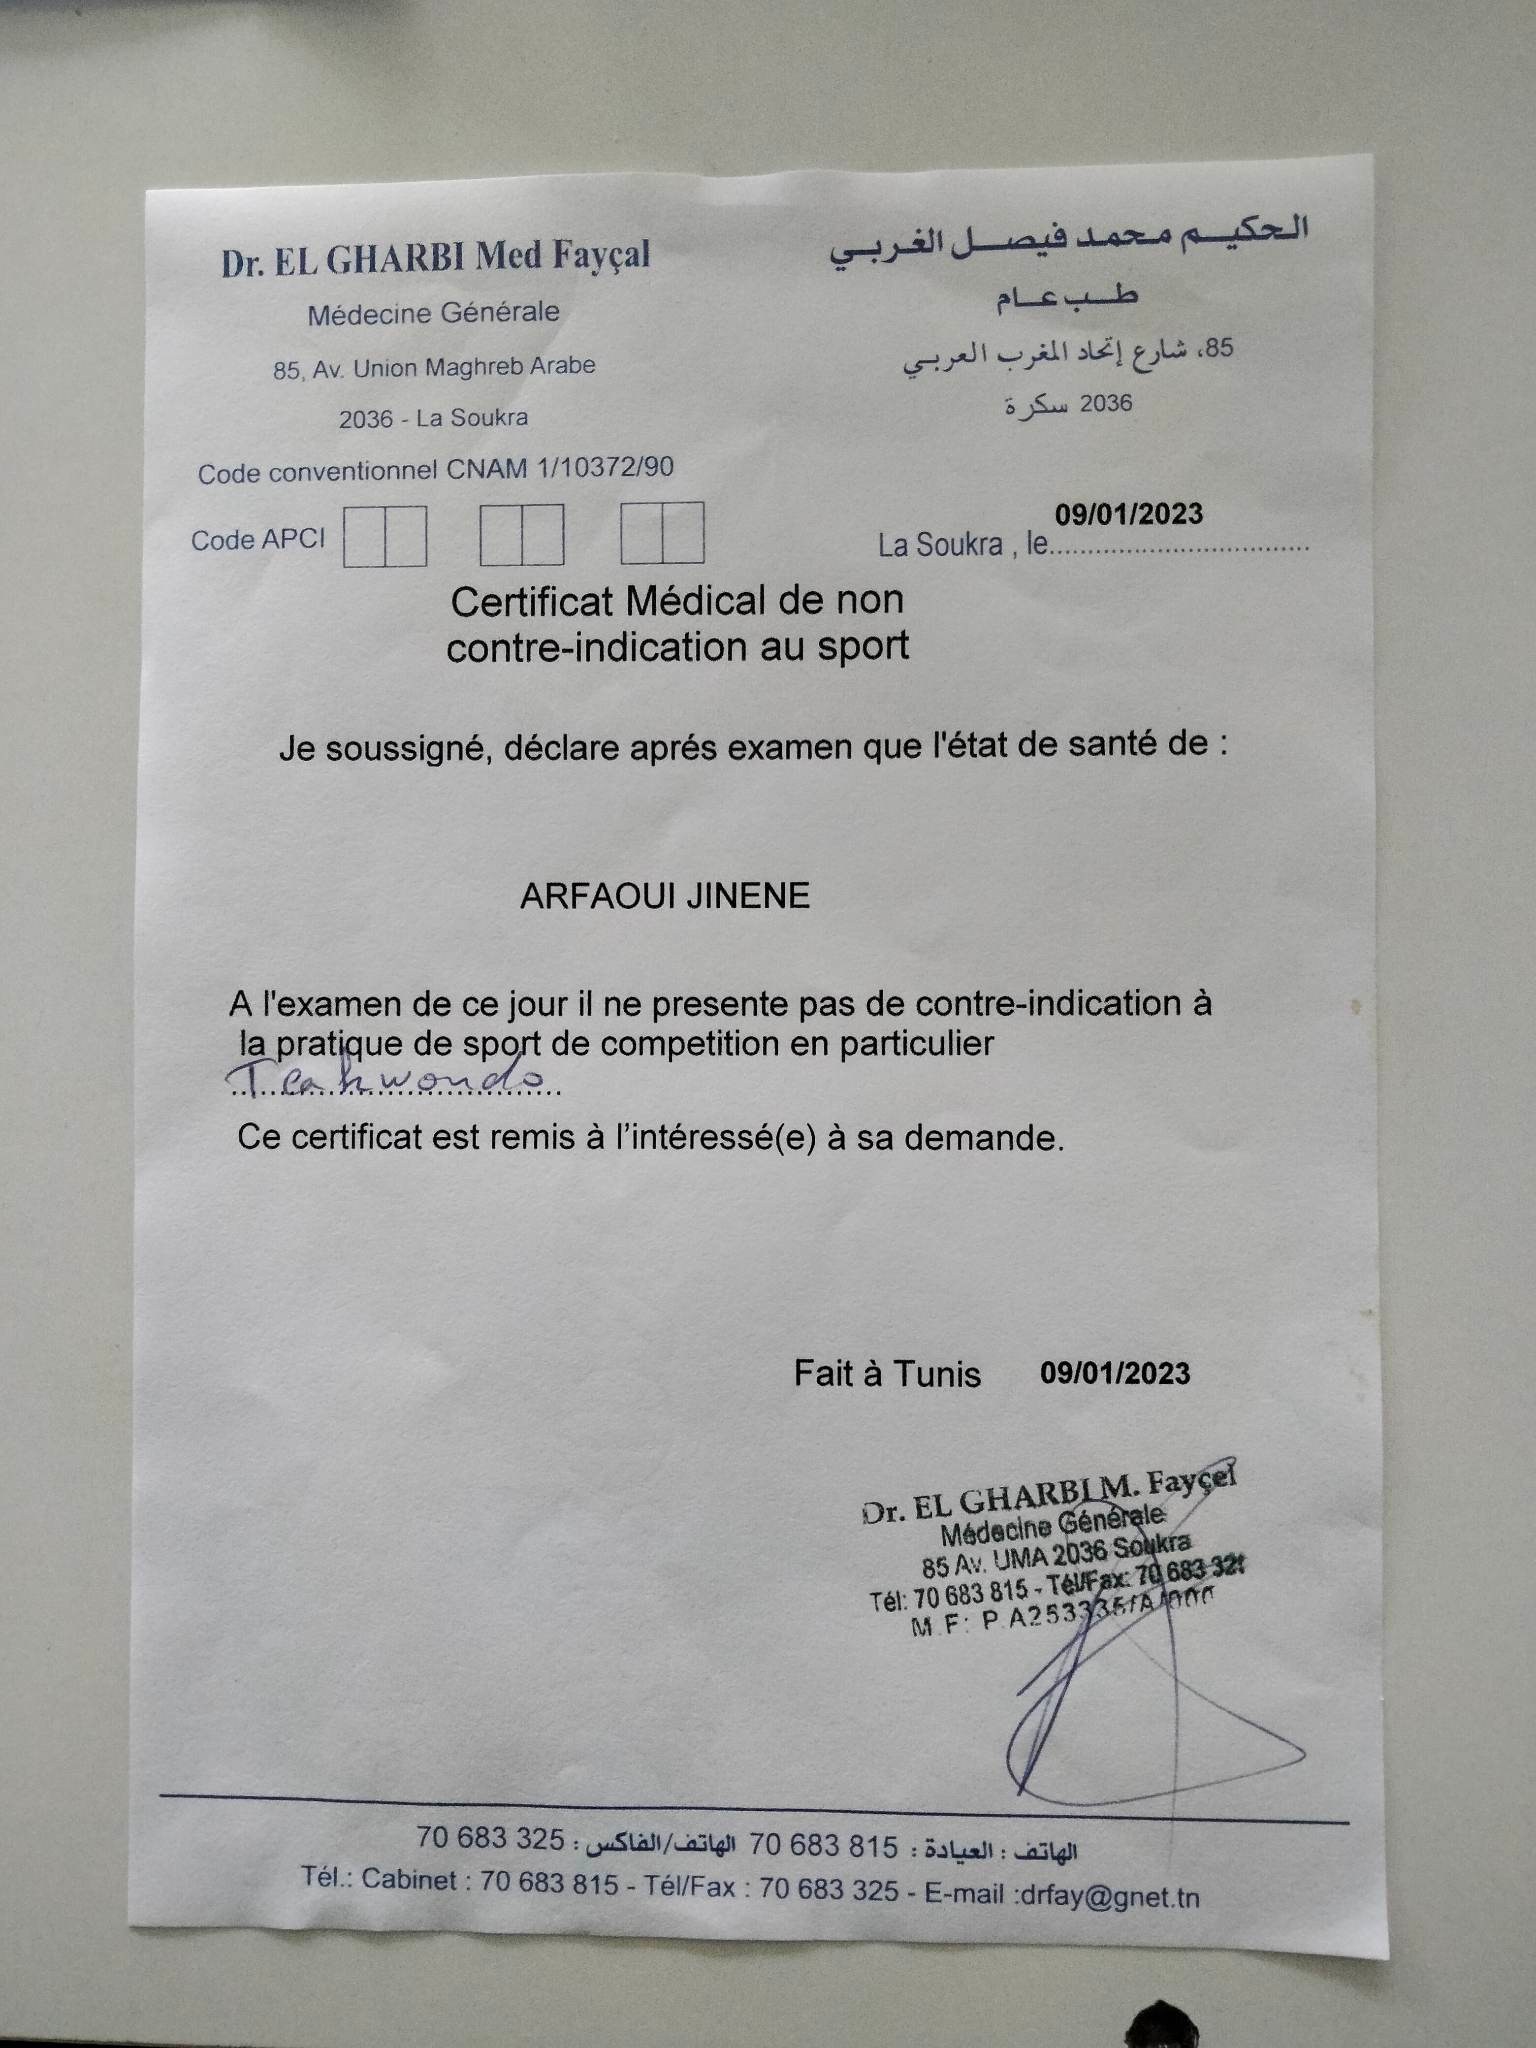 Dr. EL GHARBI Med Fayçal
Médecine Générale
85, Av. Union Maghreb Arabe
2036 - La Soukra
Code conventionnel CNAM 1/10372/90
Code APCI
الحكيم محمد فيصل الغربي
طب عام
85، شارع إتحاد المغرب العربي
2036 سكرة
09/01/2023
La Soukra , le
Certificat Médical de non
contre-indication au sport
Je soussigné, déclare aprés examen que l'état de santé de :
ARFAOUI JINENE
A l'examen de ce jour il ne presente pas de contre-indication à
la pratique de sport de competition en particulier
Teakwondo
Ce certificat est remis à l'intéressé(e) à sa demande.
Fait à Tunis 09/01/2023
Dr. EL GHARBI M. Fayçel
Médecine Générale
85 Av. UMA 2036 Soukra
Tél: 70 683 815 - Tél/Fax: 70 683
M.F: P.
الهاتف : العيادة : 70 683 815 الهاتف/الفاكس : 70 683 325
Tél.: Cabinet : 70 683 815 - Tél/Fax : 70 683 325 - E-mail :drfay@gnet.tn